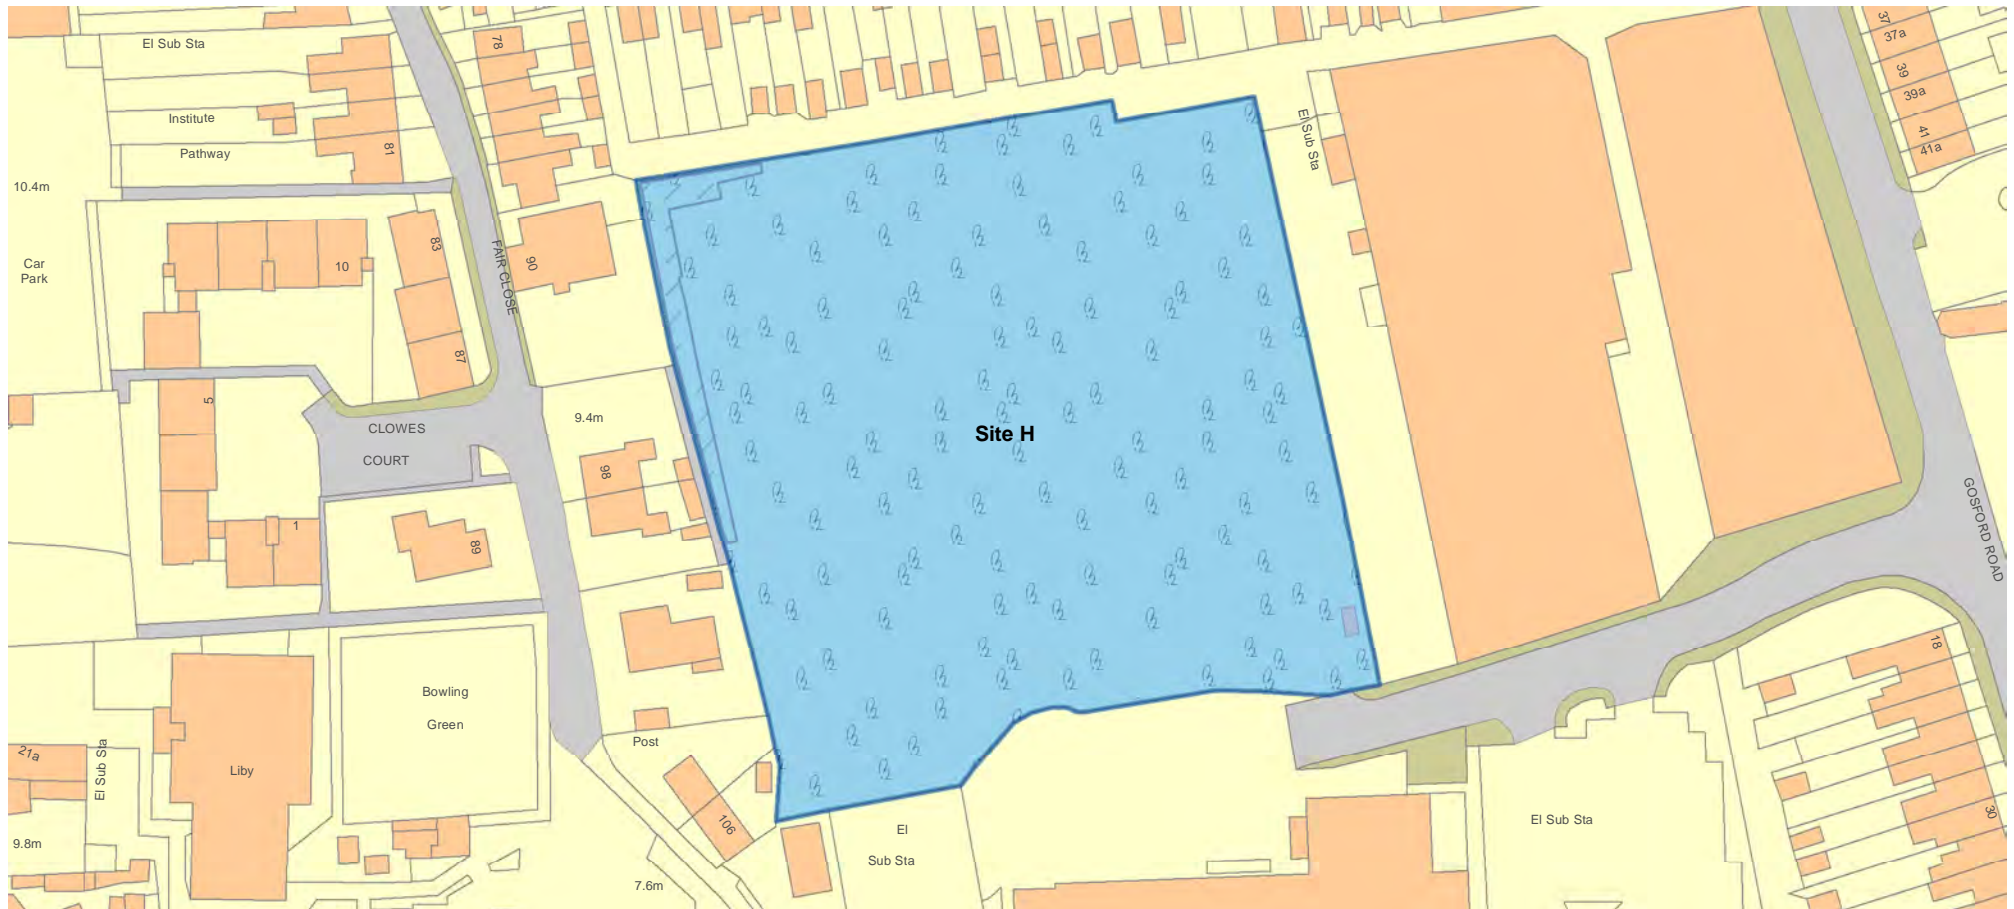 El Sub Sta
Institute
Pathway
81
78
10.4m
Car
Park
10
83
87
FAIR CLOSE
90
El Sub Sta
37
37a
39
39a
41
41a
5
CLOWES
COURT
9.4m
98
Site H
1
89
GOSFORD ROAD
Bowling
Green
Liby
21a
El Sub Sta
9.8m
Post
106
7.6m
El
Sub Sta
El Sub Sta
18
30